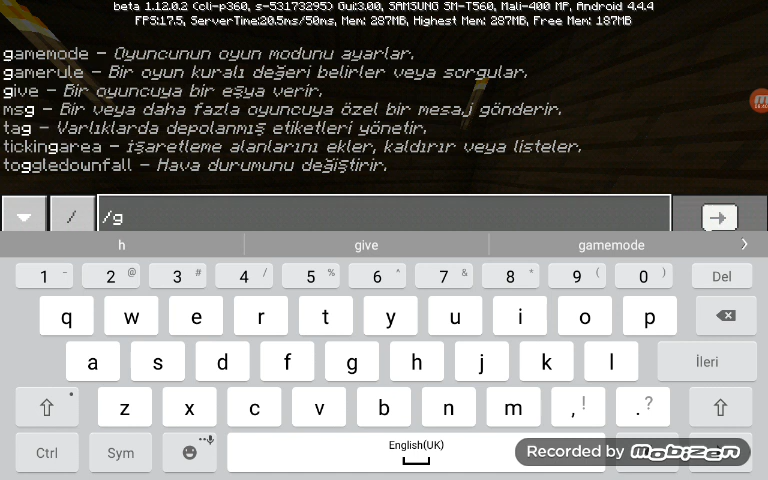 beta 1.12.0.2 (cli-p360, s-53173295) Gui:3.00, SAMSUNG SM-T560, Mali-400 MP, Android 4.4.4
FPS:17.5, ServerTime:20.5ms/50ms, Mem: 287MB, Highest Mem: 287MB, Free Mem: 187MB
gamemode – Oyuncunun oyun modunu ayarlar.
gamerule – Bir oyun kuralı değeri belirler veya sorgular.
give – Bir oyuncuya bir eşya verir.
msg – Bir veya daha fazla oyuncuya özel bir mesaj gönderir.
tag – Varlıklarda depolanmış etiketleri yönetir.
tickingarea – İşaretleme alanlarını ekler, kaldırır veya listeler.
toggledownfall – Hava durumunu değiştirir.
/ /g
h give gamemode
1 - 2 @ 3 # 4 / 5 % 6 ^ 7 & 8 * 9 ( 0 ) Del
q w e r t y u i o p
a s d f g h j k l İleri
z x c v b n m , ! . ?
Ctrl Sym English(UK)
Recorded by mobizen